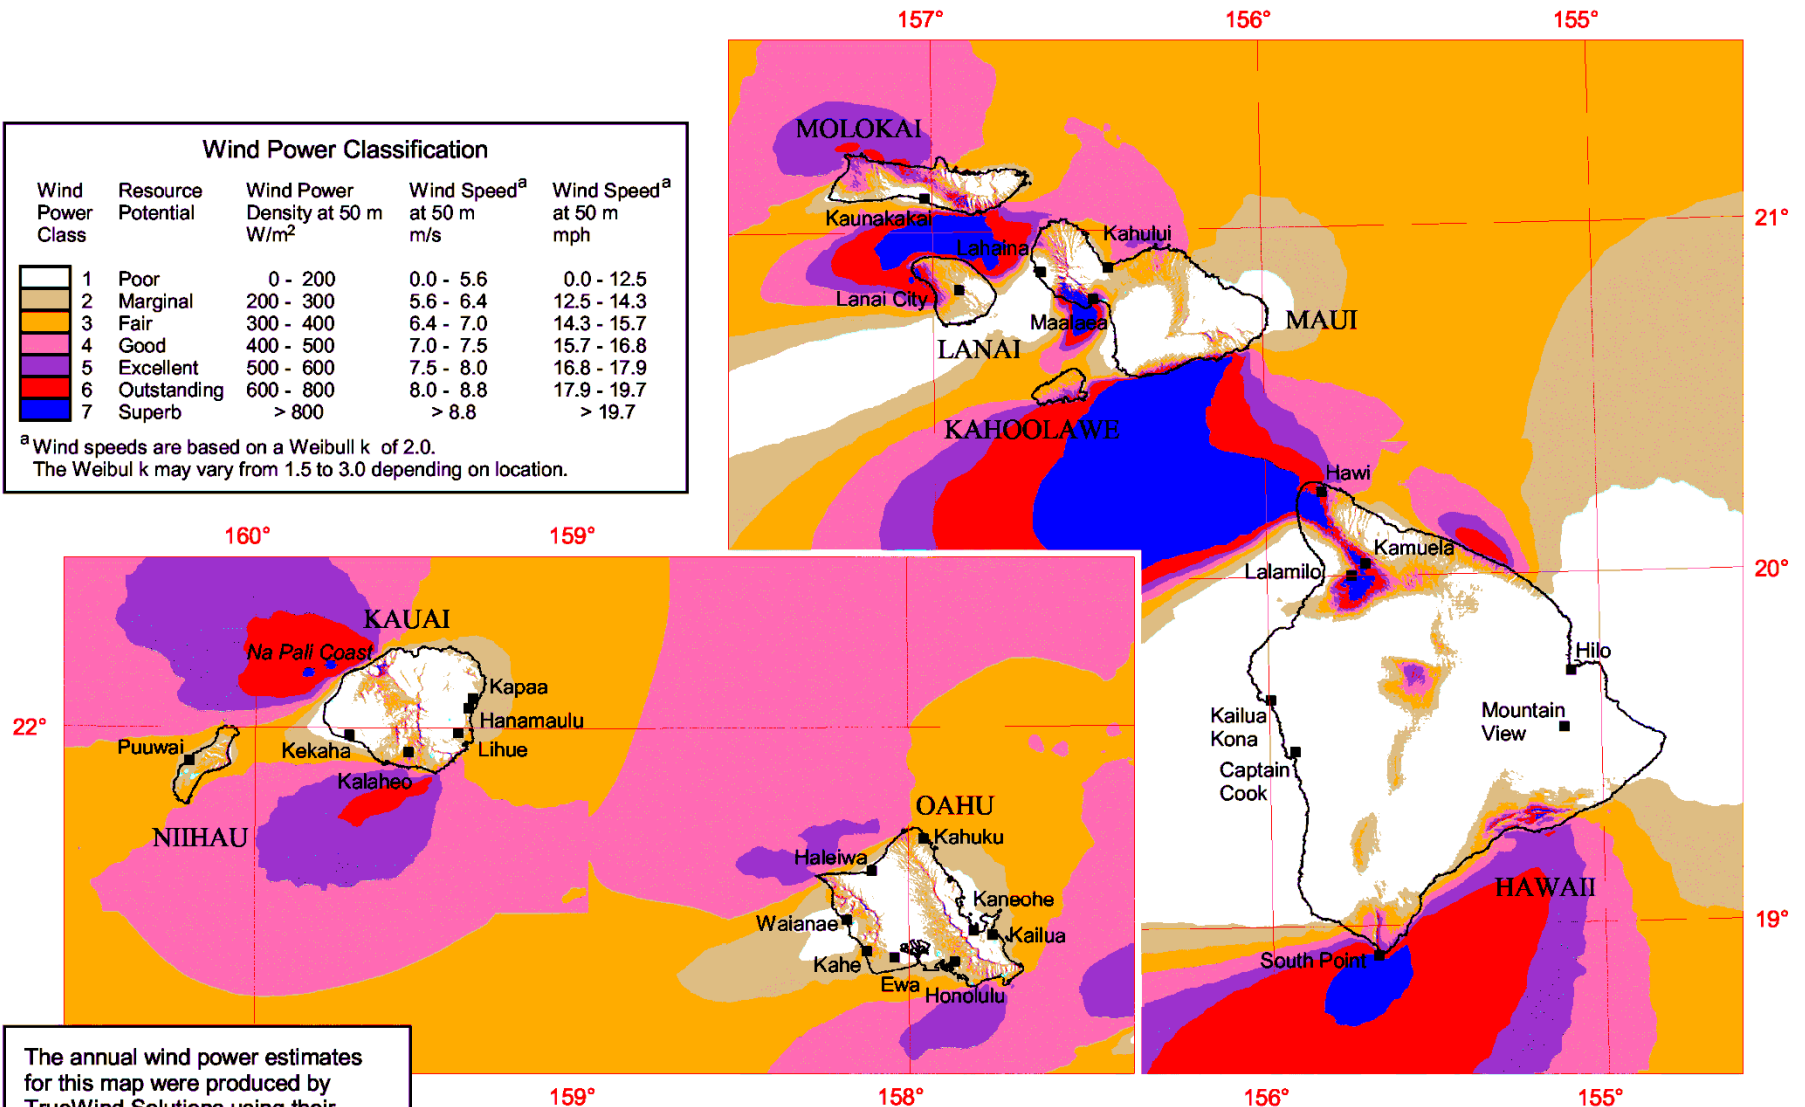 157°
156°
155°
Wind Power Classification
Wind Power Class
Resource Potential
Wind Power Density at 50 m W/m2
Wind Speed a at 50 m m/s
Wind Speed a at 50 m mph
1 Poor 0 - 200 0.0 - 5.6 0.0 - 12.5
2 Marginal 200 - 300 5.6 - 6.4 12.5 - 14.3
3 Fair 300 - 400 6.4 - 7.0 14.3 - 15.7
4 Good 400 - 500 7.0 - 7.5 15.7 - 16.8
5 Excellent 500 - 600 7.5 - 8.0 16.8 - 17.9
6 Outstanding 600 - 800 8.0 - 8.8 17.9 - 19.7
7 Superb > 800 > 8.8 > 19.7
a Wind speeds are based on a Weibull k of 2.0.
The Weibul k may vary from 1.5 to 3.0 depending on location.
MOLOKAI
Kaunakakai
Lahaina
Kahului
21°
Lanai City
Maalaea
MAUI
LANAI
KAHOOLAWE
Hawi
Kamuela
Lalamilo
20°
Hilo
Kailua
Kona
Mountain
View
Captain
Cook
HAWAII
19°
South Point
160°
159°
KAUAI
Na Pali Coast
Kapaa
Hanamaulu
22°
Puuwai
Kekaha
Lihue
Kalaheo
NIIHAU
OAHU
Kahuku
Haleiwa
Kaneohe
Waianae
Kailua
Kahe
Ewa
Honolulu
The annual wind power estimates
for this map were produced by
TrueWind Solutions using their
159°
158°
156°
155°